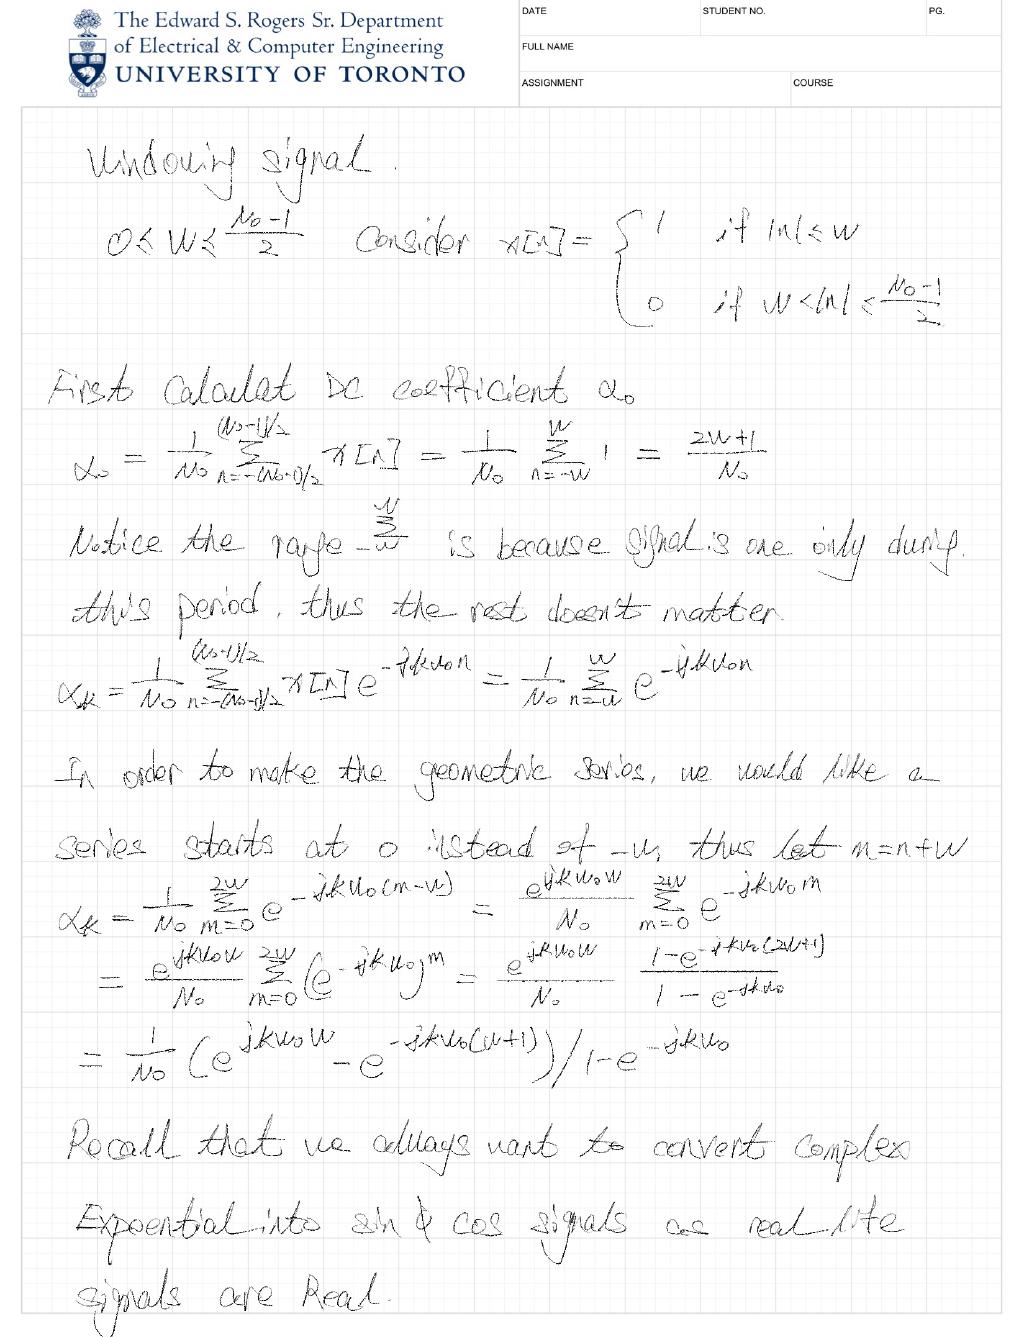 The Edward S. Rogers Sr. Department
of Electrical & Computer Engineering
UNIVERSITY OF TORONTO
DATE
STUDENT NO.
PG.
FULL NAME
ASSIGNMENT
COURSE
Windowing signal.
0 ≤ W ≤ (N₀-1)/2 Consider x[n] = { 1 if |n| ≤ W
0 if W < |n| ≤ (N₀-1)/2
First Calculat DC coefficient α₀
α₀ = 1/N₀ Σ_{n=-(N₀-1)/2}^{(N₀-1)/2} x[n] = 1/N₀ Σ_{n=-W}^{W} 1 = (2W+1)/N₀
Notice the range Σ_{-W}^{W} is because signal is one only during.
this period, thus the rest doesn't matter
α_k = 1/N₀ Σ_{n=-(N₀-1)/2}^{(N₀-1)/2} x[n] e^{-jkω₀n} = 1/N₀ Σ_{n=-W}^{W} e^{-jkω₀n}
In order to make the geometric series, we would like a
series starts at 0 instead of -W, thus let m=n+W
α_k = 1/N₀ Σ_{m=0}^{2W} e^{-jkω₀(m-W)} = e^{jkω₀W}/N₀ Σ_{m=0}^{2W} e^{-jkω₀m}
= e^{jkω₀W}/N₀ Σ_{m=0}^{2W} (e^{-jkω₀})^m = e^{jkω₀W}/N₀ (1-e^{-jkω₀(2W+1)})/(1-e^{-jkω₀})
= 1/N₀ (e^{jkω₀W} - e^{-jkω₀(W+1)})/1-e^{-jkω₀}
Recall that we always want to convert complex
Expoential into sin & cos signals as real life
signals are Real.